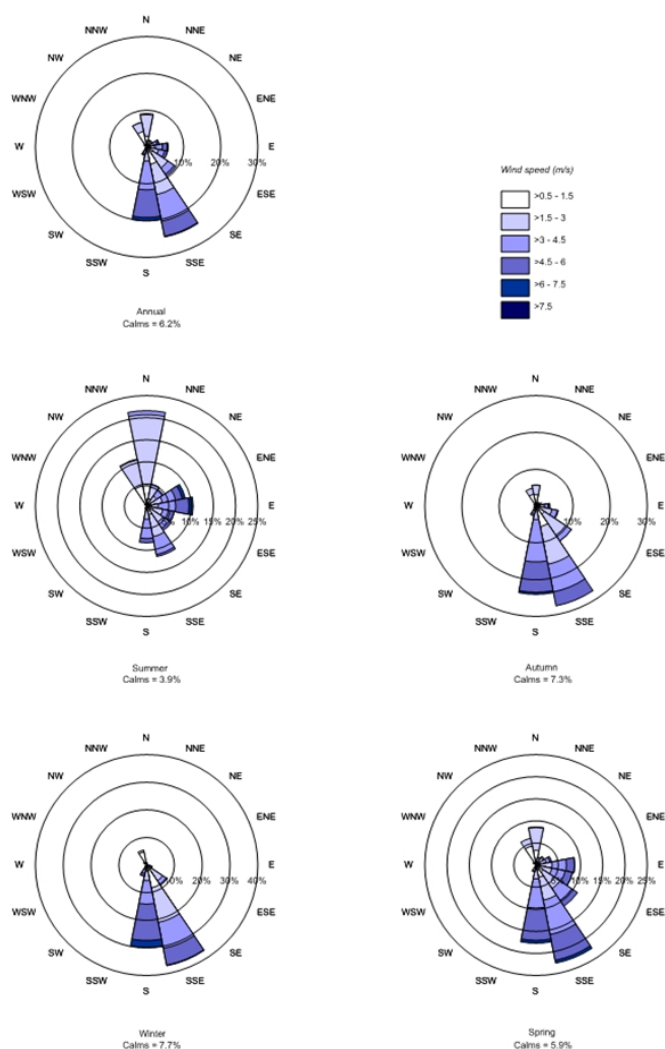 N
NNW NNE
NW NE
WNW ENE
W E
10% 20% 30%
WSW ESE
SW SE
SSW SSE
S
Annual
Calms = 6.2%
Wind speed (m/s)
>0.5 - 1.5
>1.5 - 3
>3 - 4.5
>4.5 - 6
>6 - 7.5
>7.5
N
NNW NNE
NW NE
WNW ENE
W E
10% 15% 20% 25%
WSW ESE
SW SE
SSW SSE
S
Summer
Calms = 3.9%
N
NNW NNE
NW NE
WNW ENE
W E
10% 20% 30%
WSW ESE
SW SE
SSW SSE
S
Autumn
Calms = 7.3%
N
NNW NNE
NW NE
WNW ENE
W E
10% 20% 30% 40%
WSW ESE
SW SE
SSW SSE
S
Winter
Calms = 7.7%
N
NNW NNE
NW NE
WNW ENE
W E
5% 10% 15% 20% 25%
WSW ESE
SW SE
SSW SSE
S
Spring
Calms = 5.9%